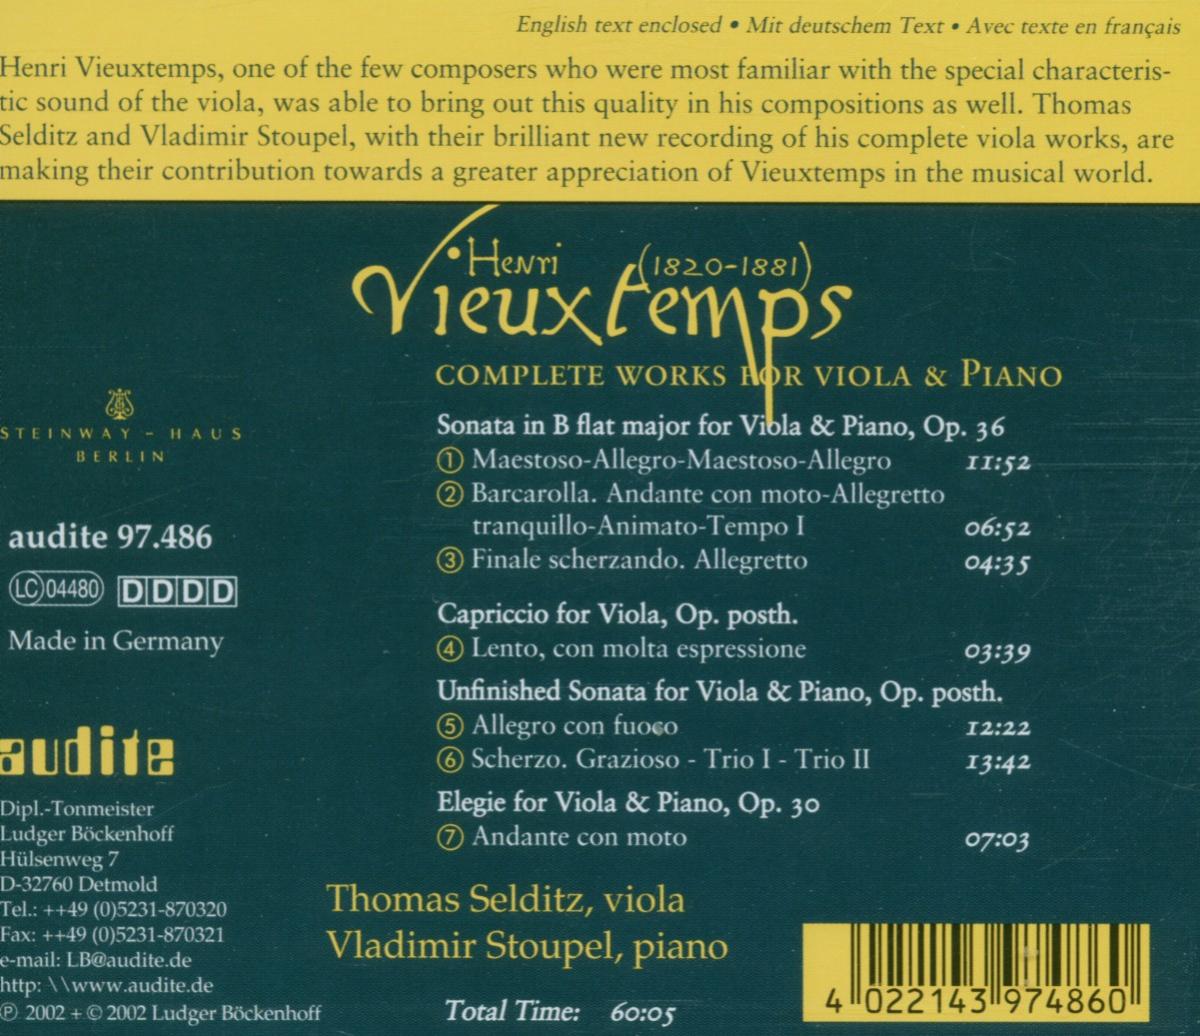 English text enclosed • Mit deutschem Text • Avec texte en français
Henri Vieuxtemps, one of the few composers who were most familiar with the special characteris-
tic sound of the viola, was able to bring out this quality in his compositions as well. Thomas
Selditz and Vladimir Stoupel, with their brilliant new recording of his complete viola works, are
making their contribution towards a greater appreciation of Vieuxtemps in the musical world.
Henri (1820-1881)
Vieuxtemps
COMPLETE WORKS FOR VIOLA & PIANO
STEINWAY - HAUS
BERLIN
audite 97.486
LC 04480 DDDD
Made in Germany
Sonata in B flat major for Viola & Piano, Op. 36
① Maestoso-Allegro-Maestoso-Allegro 11:52
② Barcarolla. Andante con moto-Allegretto
tranquillo-Animato-Tempo I 06:52
③ Finale scherzando. Allegretto 04:35
Capriccio for Viola, Op. posth.
④ Lento, con molta espressione 03:39
Unfinished Sonata for Viola & Piano, Op. posth.
⑤ Allegro con fuoco 12:22
⑥ Scherzo. Grazioso - Trio I - Trio II 13:42
Elegie for Viola & Piano, Op. 30
⑦ Andante con moto 07:03
audite
Dipl.-Tonmeister
Ludger Böckenhoff
Hülsenweg 7
D-32760 Detmold
Tel.: ++49 (0)5231-870320
Fax: ++49 (0)5231-870321
e-mail: LB@audite.de
http: \\www.audite.de
℗ 2002 + © 2002 Ludger Böckenhoff
Thomas Selditz, viola
Vladimir Stoupel, piano
Total Time: 60:05
4 022143 974860